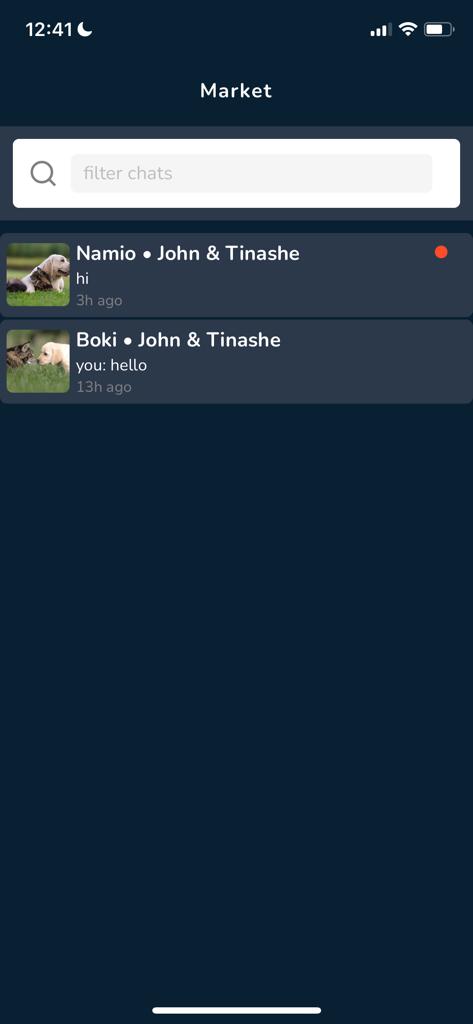 12:41
Market
filter chats
Namio • John & Tinashe
hi
3h ago
Boki • John & Tinashe
you: hello
13h ago